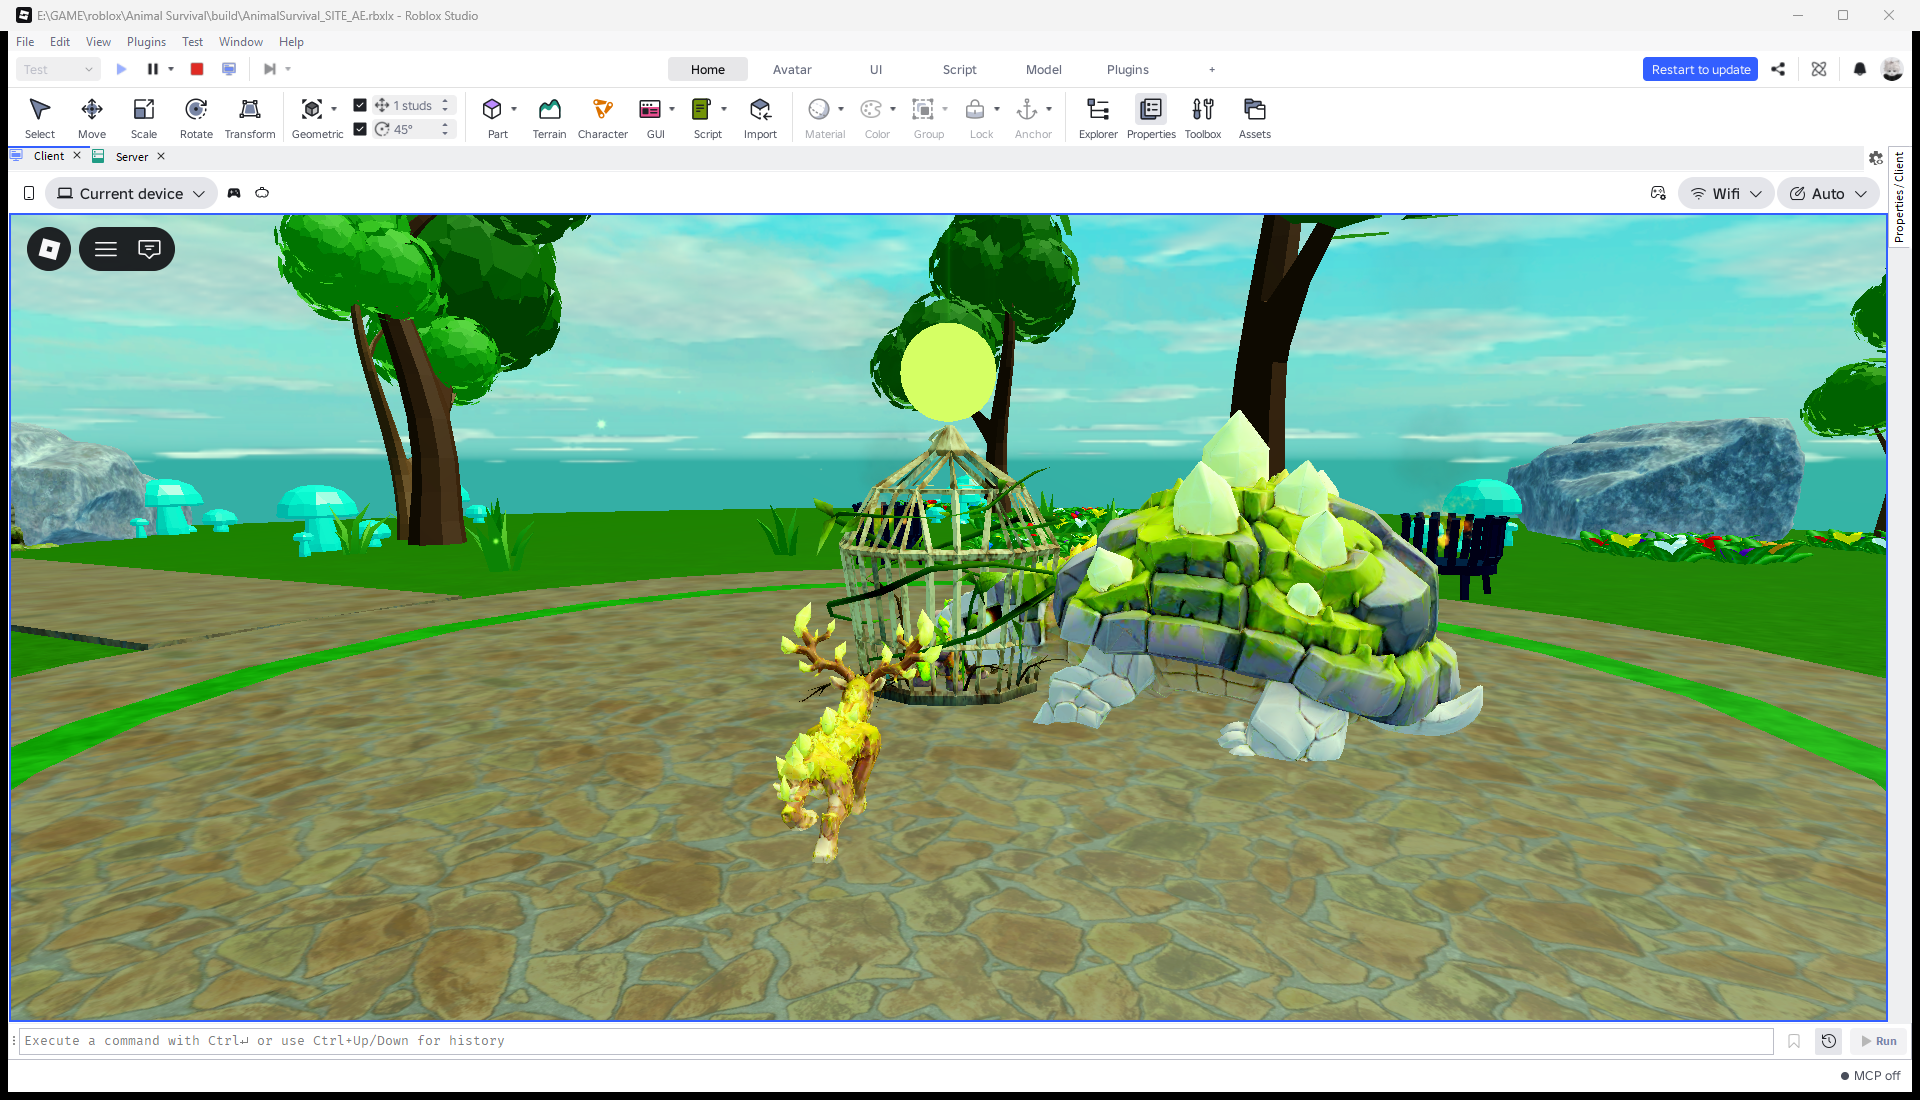 E:\GAME\roblox\Animal Survival\build\AnimalSurvival_SITE_AE.rbxlx - Roblox Studio
File Edit View Plugins Test Window Help
Test
Home Avatar UI Script Model Plugins +
Restart to update
Select Move Scale Rotate Transform
Geometric
1 studs
45°
Part Terrain Character GUI Script Import
Material Color Group Lock Anchor
Explorer Properties Toolbox Assets
Client Server
Current device
Wifi
Auto
Properties / Client
Execute a command with Ctrl↵ or use Ctrl+Up/Down for history
Run
MCP off